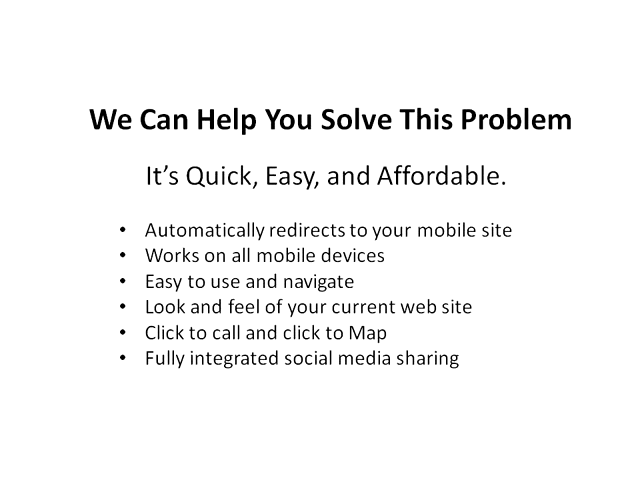 We Can Help You Solve This Problem
It’s Quick, Easy, and Affordable.
• Automatically redirects to your mobile site
• Works on all mobile devices
• Easy to use and navigate
• Look and feel of your current web site
• Click to call and click to Map
• Fully integrated social media sharing